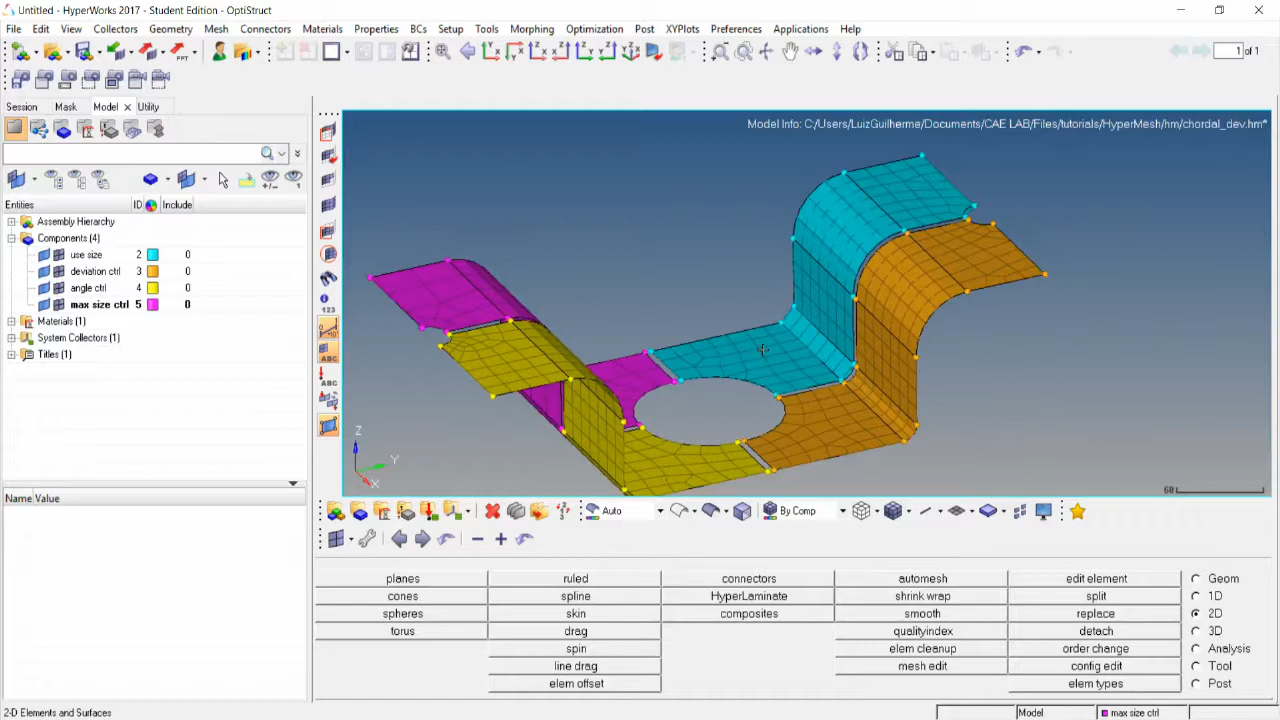 Untitled - HyperWorks 2017 - Student Edition - OptiStruct
File Edit View Collectors Geometry Mesh Connectors Materials Properties BCs Setup Tools Morphing Optimization Post XYPlots Preferences Applications Help
1 of 1
Session Mask Model Utility
Model Info: C:/Users/LuizGuilherme/Documents/CAE LAB/Files/tutorials/HyperMesh/hm/chordal_dev.hm*
Entities ID Include
Assembly Hierarchy
Components (4)
use size 2 0
deviation ctrl 3 0
angle ctrl 4 0
max size ctrl 5 0
Materials (1)
System Collectors (1)
Titles (1)
123
ABC
ABC
Z
Y
X
60
Name Value
Auto
By Comp
planes ruled connectors automesh edit element Geom
cones spline HyperLaminate shrink wrap split 1D
spheres skin composites smooth replace 2D
torus drag qualityindex detach 3D
spin elem cleanup order change Analysis
line drag mesh edit config edit Tool
elem offset elem types Post
2-D Elements and Surfaces Model max size ctrl